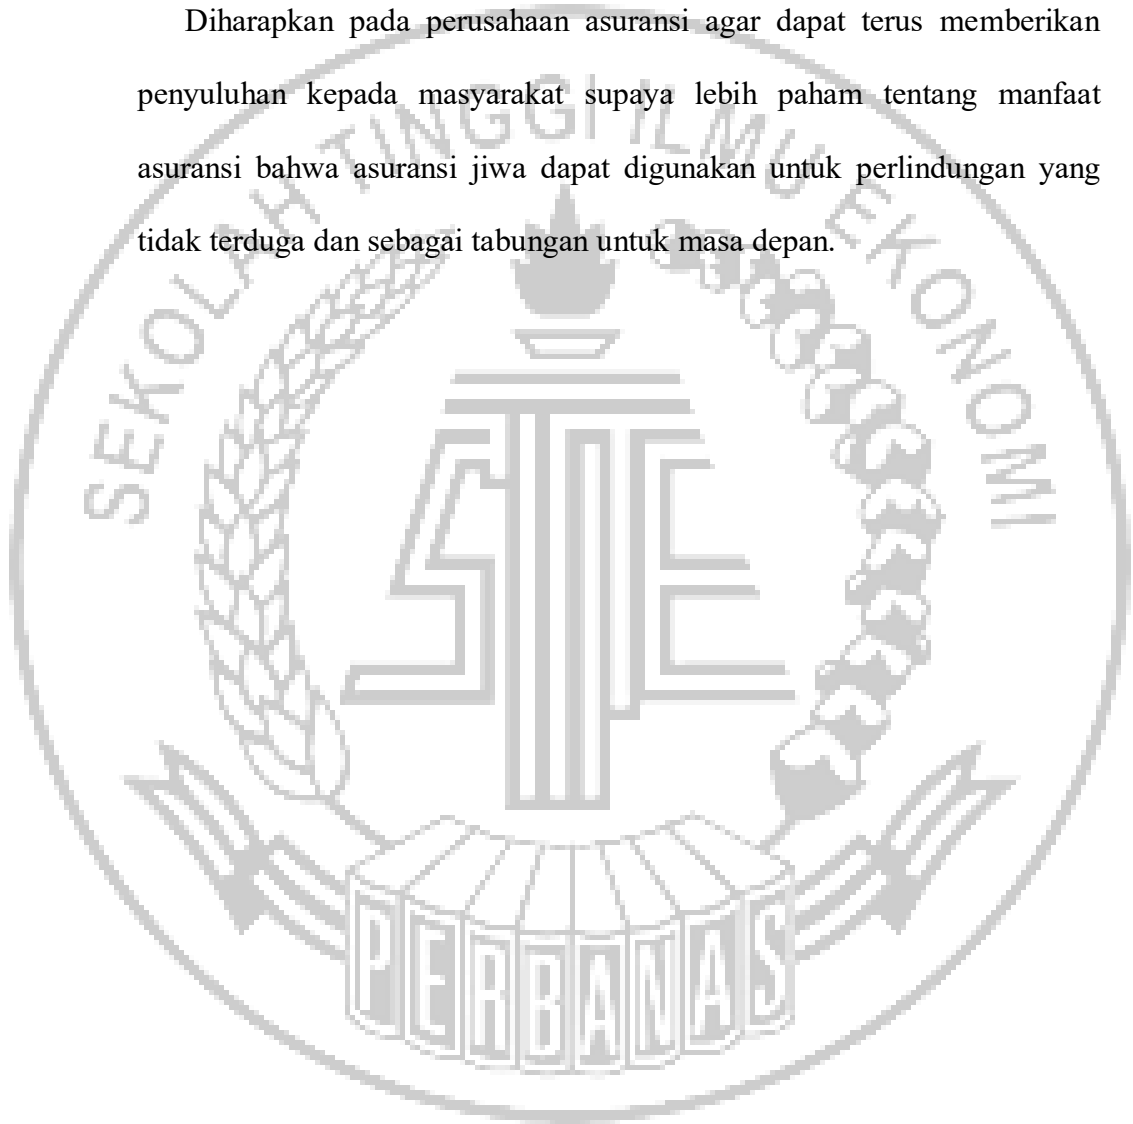 Diharapkan pada perusahaan asuransi agar dapat terus memberikan
penyuluhan kepada masyarakat supaya lebih paham tentang manfaat
asuransi bahwa asuransi jiwa dapat digunakan untuk perlindungan yang
tidak terduga dan sebagai tabungan untuk masa depan.
SEKOLAH TINGGI ILMU EKONOMI
STIE
PERBANAS